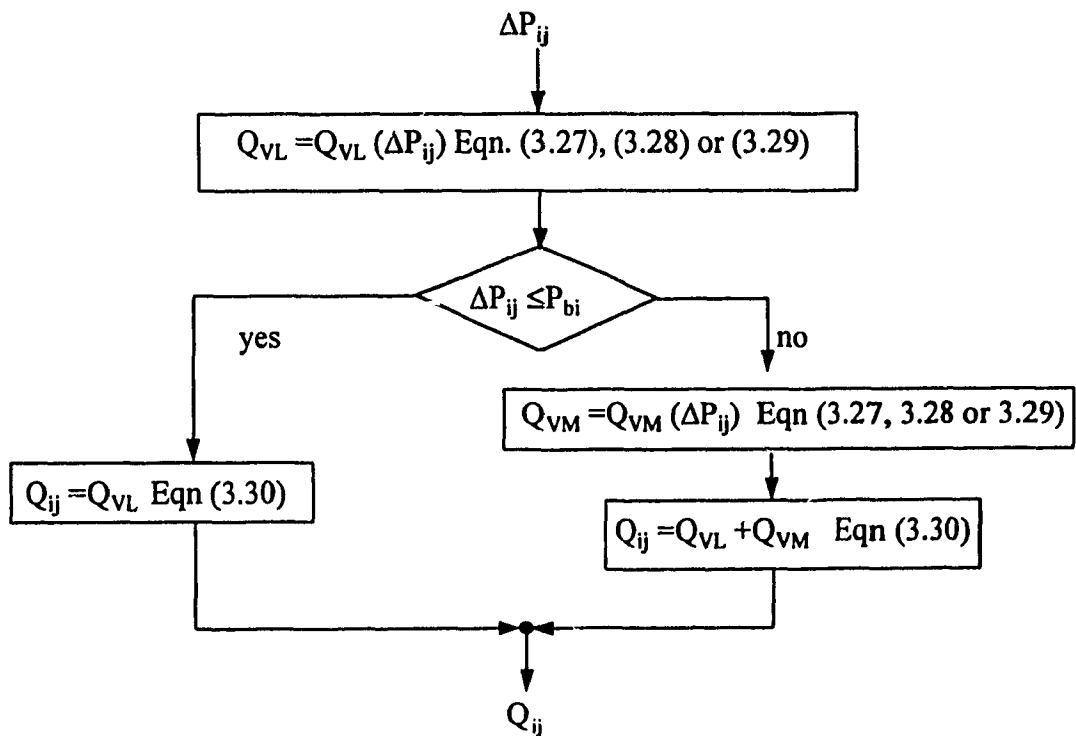 ΔP_ij
Q_VL =Q_VL (ΔP_ij) Eqn. (3.27), (3.28) or (3.29)
ΔP_ij ≤P_bi
yes
no
Q_VM =Q_VM (ΔP_ij) Eqn (3.27, 3.28 or 3.29)
Q_ij =Q_VL Eqn (3.30)
Q_ij =Q_VL +Q_VM Eqn (3.30)
Q_ij